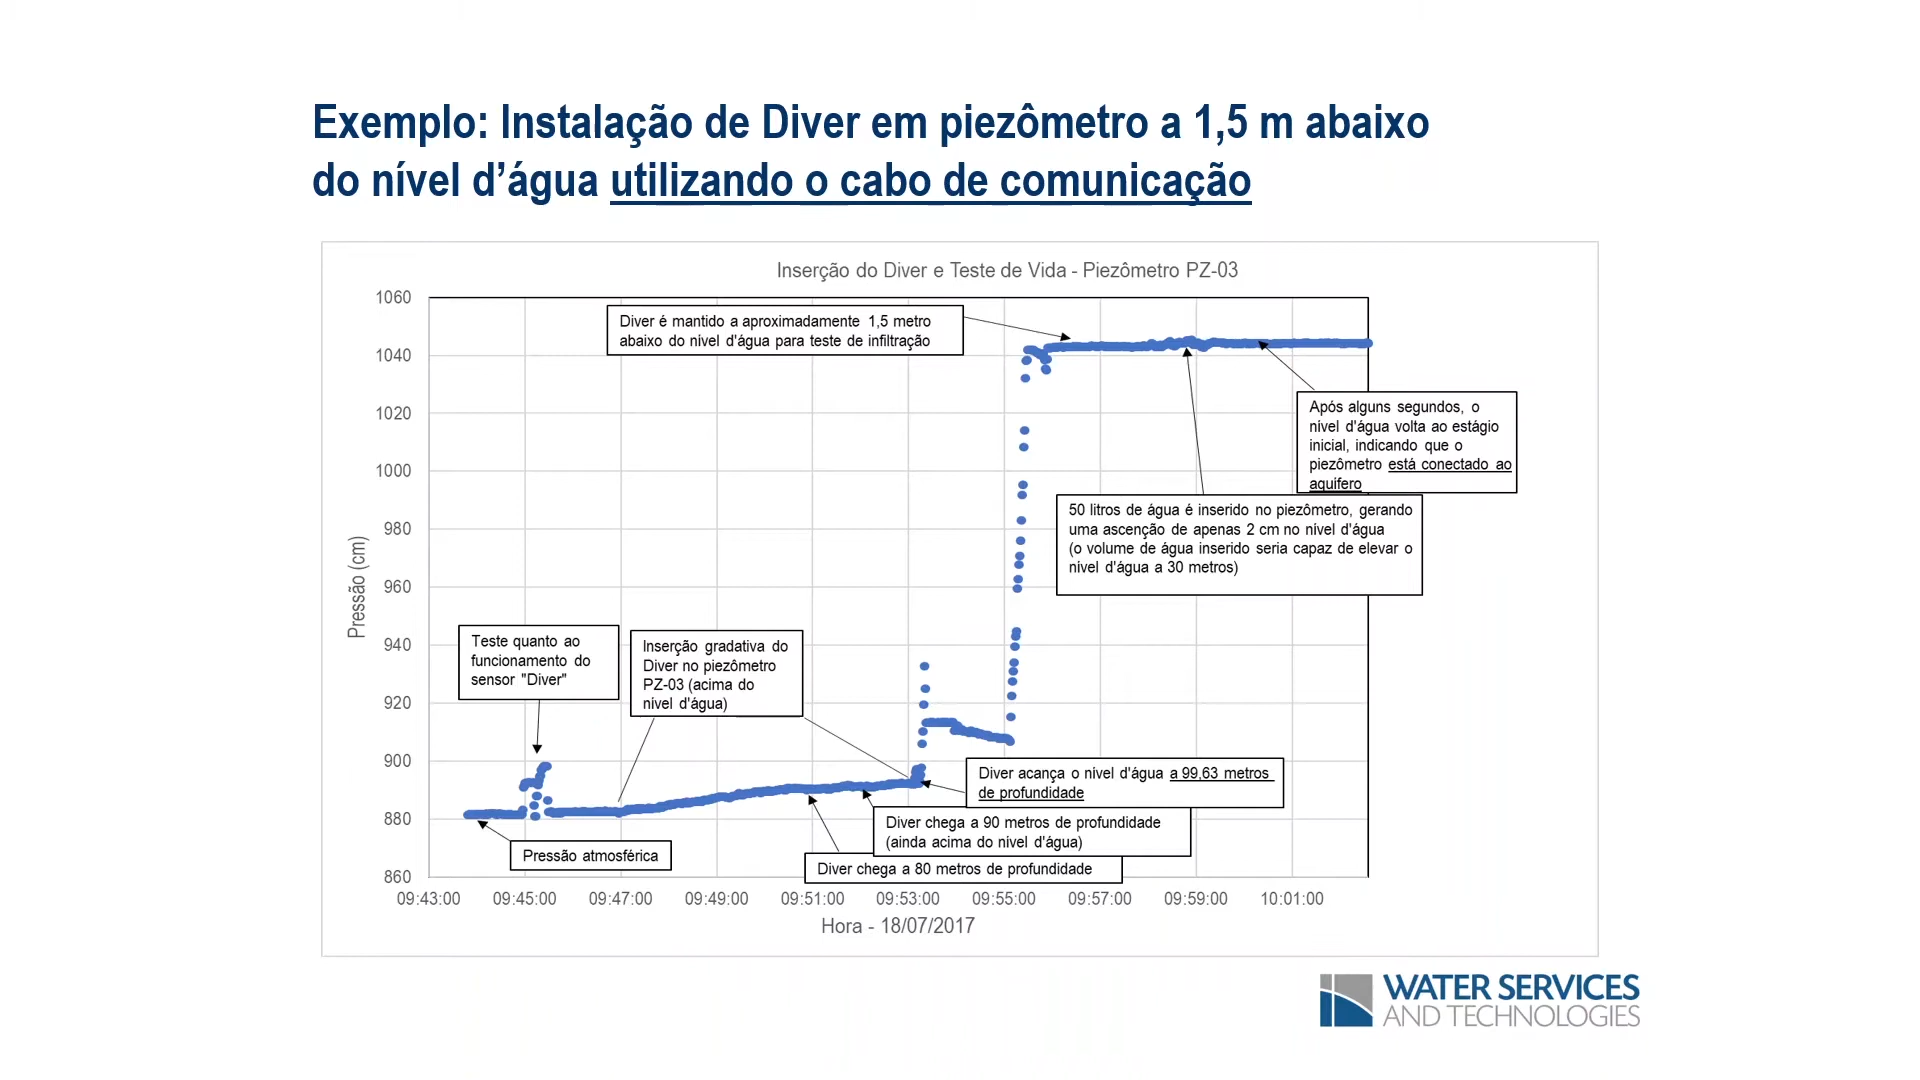 Exemplo: Instalação de Diver em piezômetro a 1,5 m abaixo
do nível d’água utilizando o cabo de comunicação
Inserção do Diver e Teste de Vida - Piezômetro PZ-03
1060
1040
1020
1000
980
960
940
920
900
880
860
Pressão (cm)
Diver é mantido a aproximadamente 1,5 metro
abaixo do nível d'água para teste de infiltração
Após alguns segundos, o
nível d'água volta ao estágio
inicial, indicando que o
piezômetro está conectado ao
aquífero
50 litros de água é inserido no piezômetro, gerando
uma ascenção de apenas 2 cm no nível d'água
(o volume de água inserido seria capaz de elevar o
nível d'água a 30 metros)
Teste quanto ao
funcionamento do
sensor "Diver"
Inserção gradativa do
Diver no piezômetro
PZ-03 (acima do
nível d'água)
Diver acança o nível d'água a 99,63 metros
de profundidade
Diver chega a 90 metros de profundidade
(ainda acima do nível d'água)
Diver chega a 80 metros de profundidade
Pressão atmosférica
09:43:00 09:45:00 09:47:00 09:49:00 09:51:00 09:53:00 09:55:00 09:57:00 09:59:00 10:01:00
Hora - 18/07/2017
WATER SERVICES
AND TECHNOLOGIES